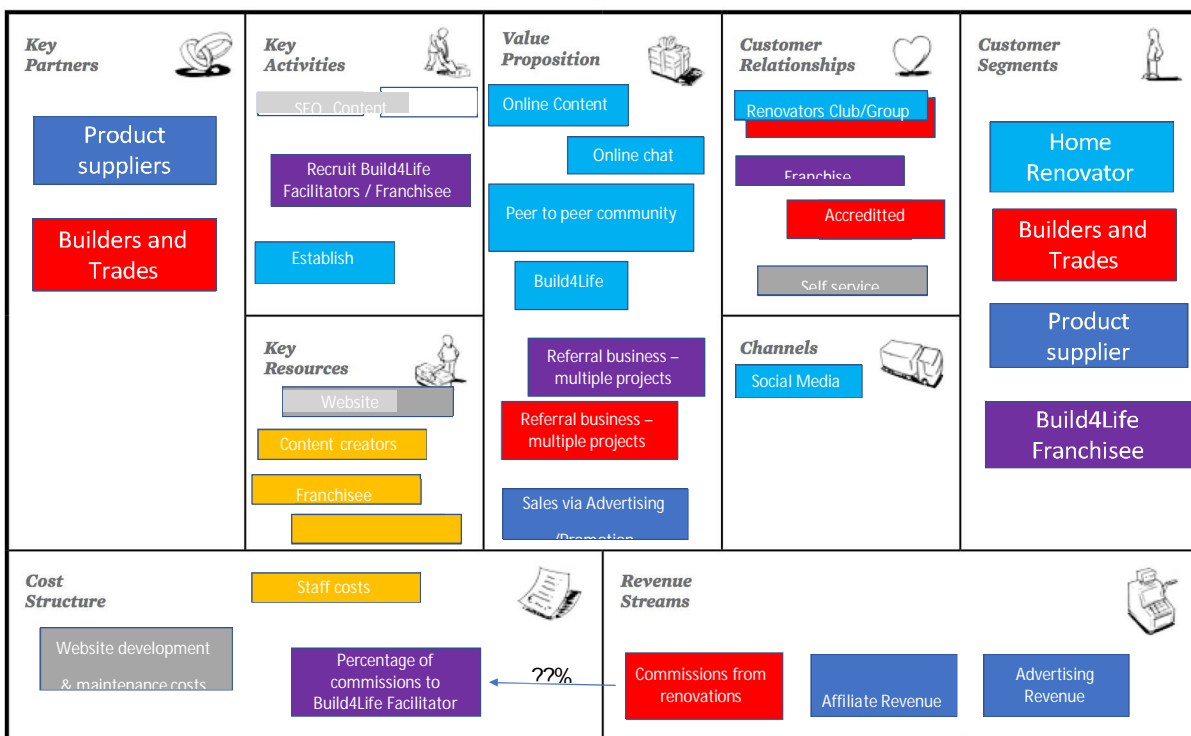 Key
Partners
Product
suppliers
Builders and
Trades
Key
Activities
SEO Content
Recruit Build4Life
Facilitators / Franchisee
Establish
Key
Resources
Website
Content creators
Franchisee
Value
Proposition
Online Content
Online chat
Peer to peer community
Build4Life
Referral business –
multiple projects
Referral business –
multiple projects
Sales via Advertising
/Promotion
Customer
Relationships
Renovators Club/Group
Franchise
Accreditted
Self service
Channels
Social Media
Customer
Segments
Home
Renovator
Builders and
Trades
Product
supplier
Build4Life
Franchisee
Cost
Structure
Staff costs
Website development
& maintenance costs
Percentage of
commissions to
Build4Life Facilitator
??%
Revenue
Streams
Commissions from
renovations
Affiliate Revenue
Advertising
Revenue